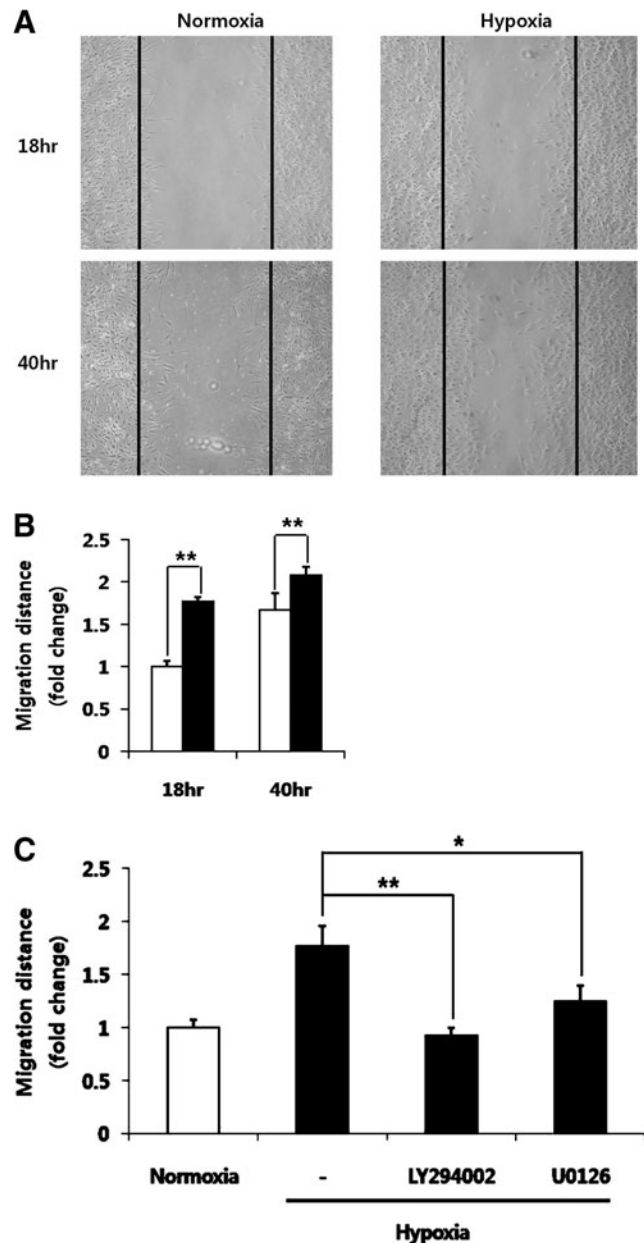 A
Normoxia Hypoxia
18hr
40hr
B
Migration distance
(fold change)
2.5
2
1.5
1
0.5
0
** **
18hr 40hr
C
Migration distance
(fold change)
2.5
2
1.5
1
0.5
0
*
**
Normoxia - LY294002 U0126
Hypoxia